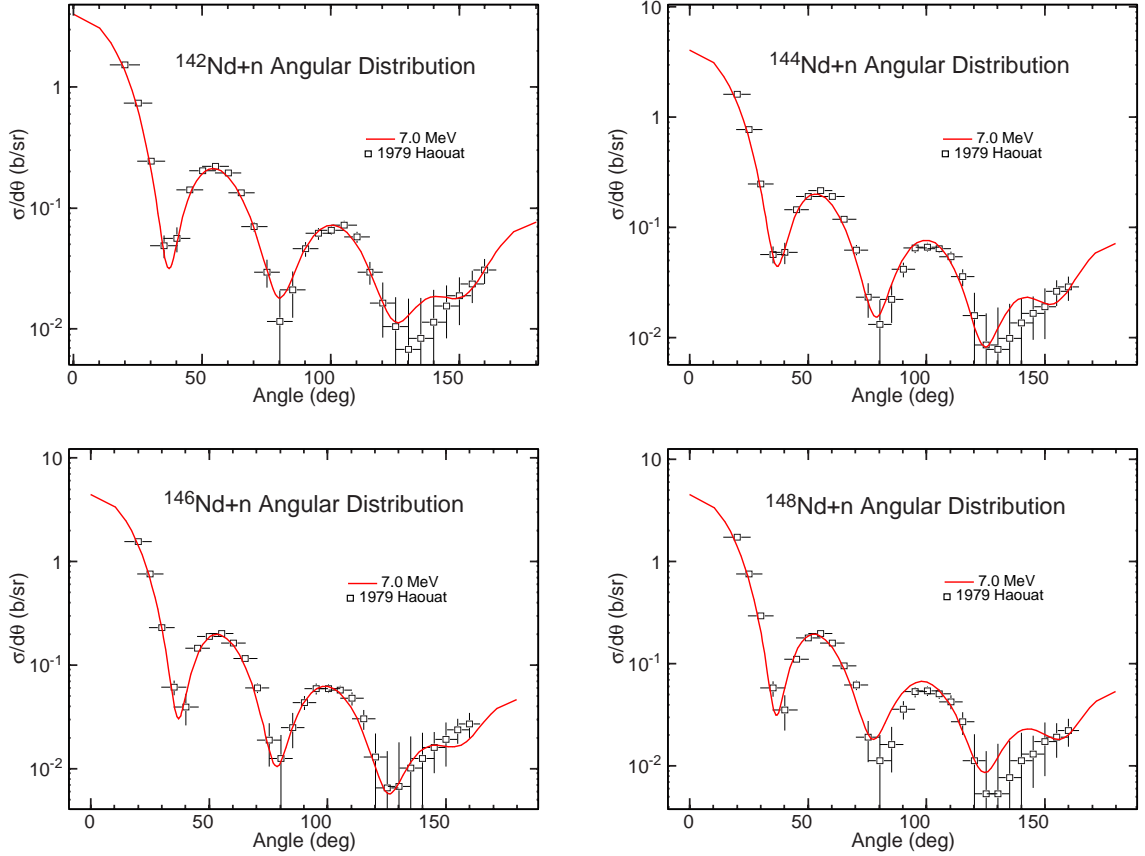 ¹⁴²Nd+n Angular Distribution
7.0 MeV
1979 Haouat
σ/dθ (b/sr)
1
10⁻¹
10⁻²
0 50 100 150
Angle (deg)
¹⁴⁴Nd+n Angular Distribution
7.0 MeV
1979 Haouat
σ/dθ (b/sr)
10
1
10⁻¹
10⁻²
0 50 100 150
Angle (deg)
¹⁴⁶Nd+n Angular Distribution
7.0 MeV
1979 Haouat
σ/dθ (b/sr)
10
1
10⁻¹
10⁻²
0 50 100 150
Angle (deg)
¹⁴⁸Nd+n Angular Distribution
7.0 MeV
1979 Haouat
σ/dθ (b/sr)
10
1
10⁻¹
10⁻²
0 50 100 150
Angle (deg)